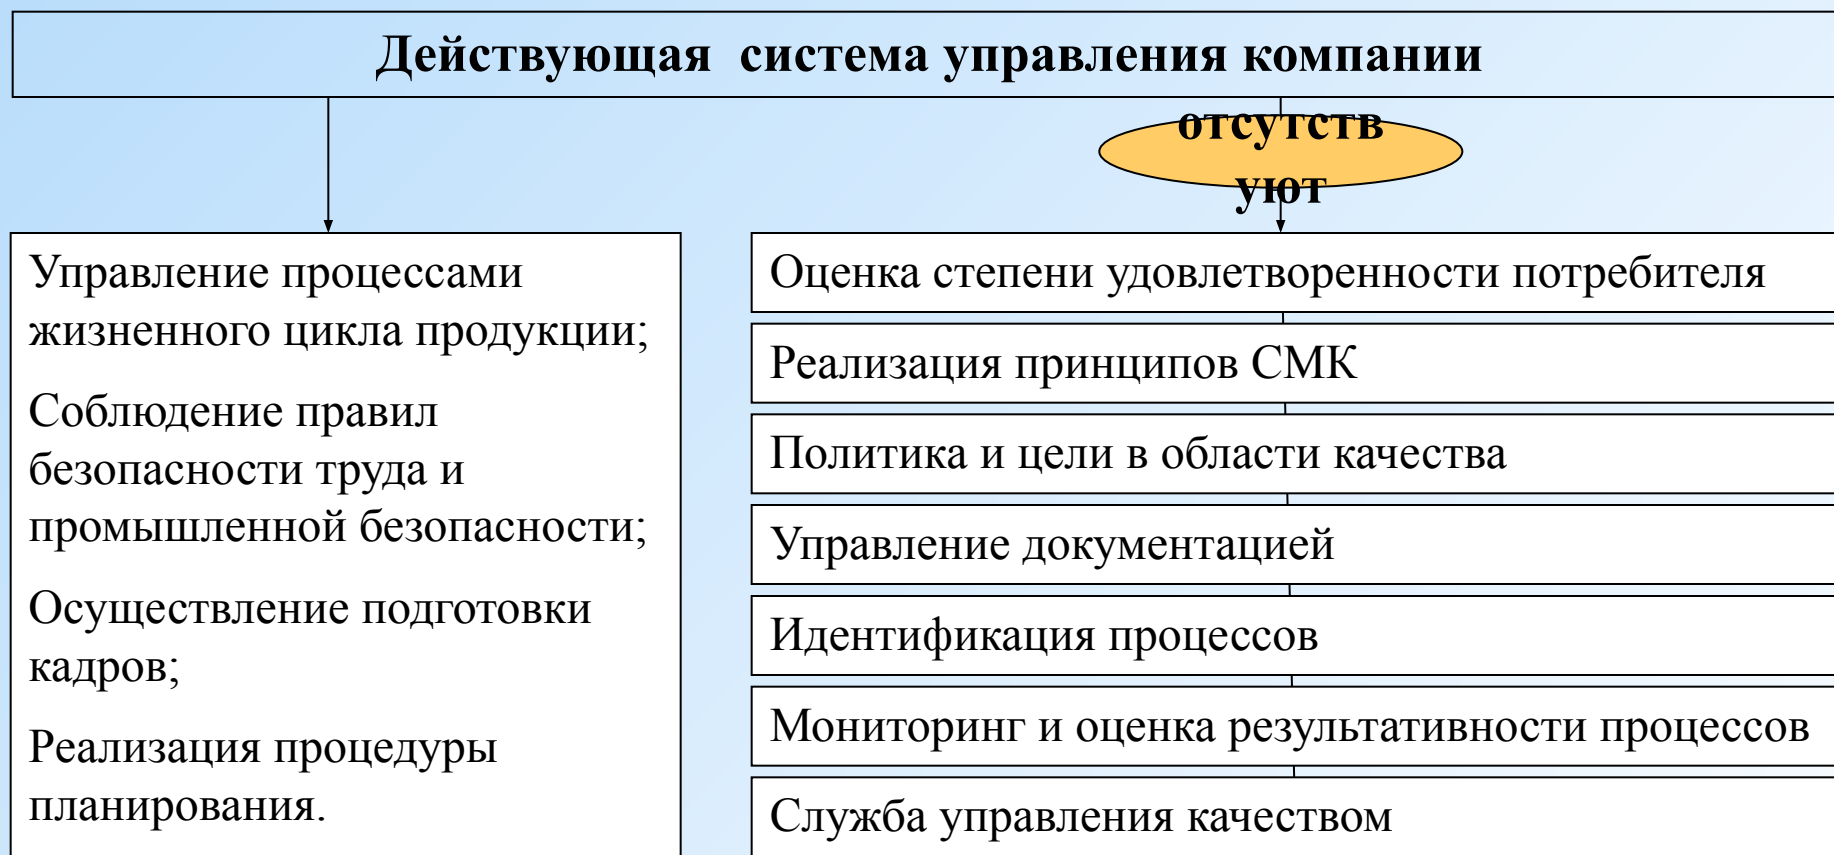 Действующая система управления компании
отсутств
уют
Управление процессами
жизненного цикла продукции;
Соблюдение правил
безопасности труда и
промышленной безопасности;
Осуществление подготовки
кадров;
Реализация процедуры
планирования.
Оценка степени удовлетворенности потребителя
Реализация принципов СМК
Политика и цели в области качества
Управление документацией
Идентификация процессов
Мониторинг и оценка результативности процессов
Служба управления качеством